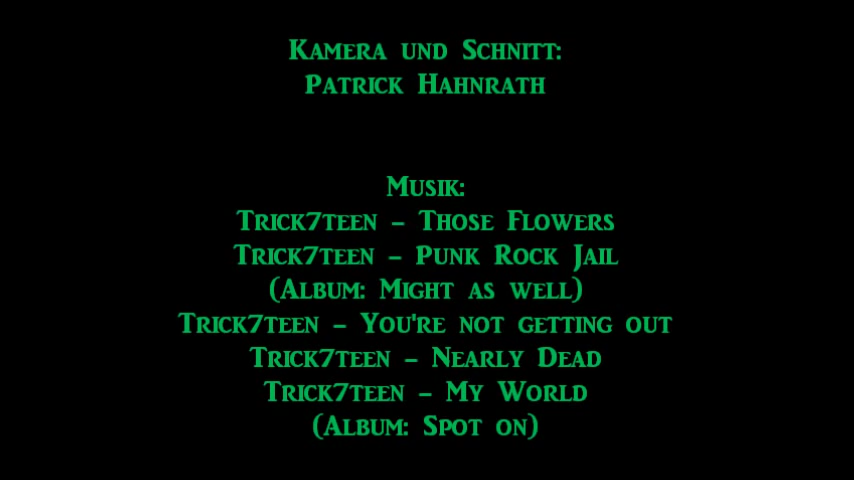 Kamera und Schnitt:
Patrick Hahnrath
Musik:
Trick7teen - Those Flowers
Trick7teen - Punk Rock Jail
(Album: Might as well)
Trick7teen - You're not getting out
Trick7teen - Nearly Dead
Trick7teen - My World
(Album: Spot on)